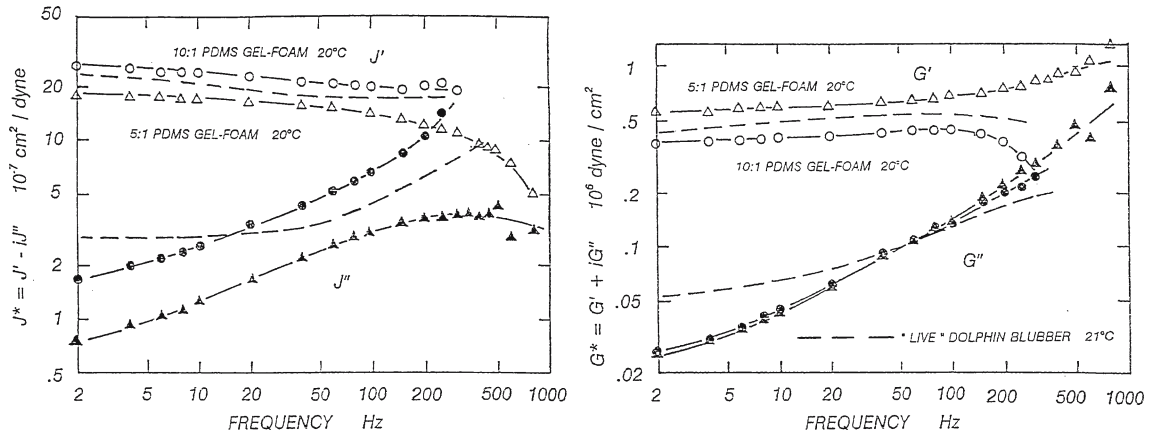 50
20
10
5
2
1
.5
J* = J' - iJ" 10⁻⁷ cm² / dyne
10:1 PDMS GEL-FOAM 20°C
J'
5:1 PDMS GEL-FOAM 20°C
J"
2 5 10 20 50 100 200 500 1000
FREQUENCY Hz
1
.5
.2
.1
.05
.02
G* = G' + iG" 10⁶ dyne / cm²
G'
5:1 PDMS GEL-FOAM 20°C
10:1 PDMS GEL-FOAM 20°C
G"
" LIVE " DOLPHIN BLUBBER 21°C
2 5 10 20 50 100 200 500 1000
FREQUENCY Hz